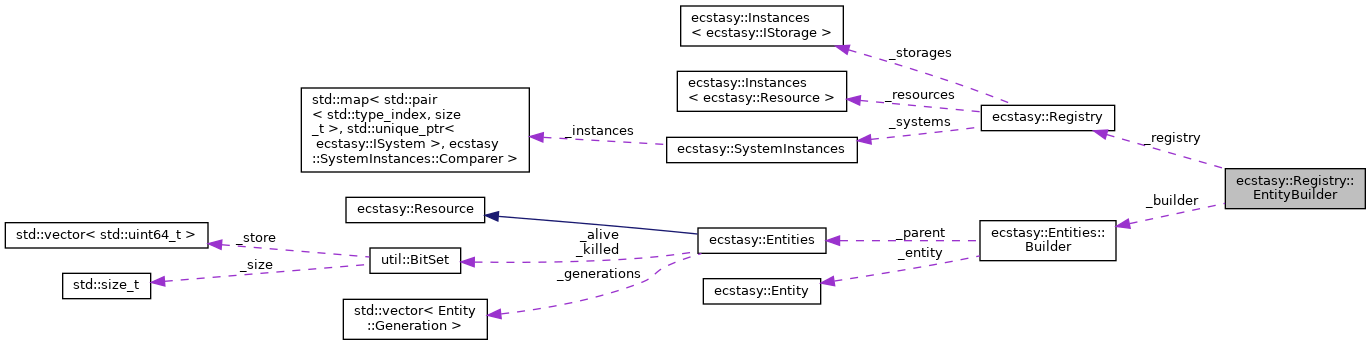 ecstasy::Instances
< ecstasy::IStorage >
_storages
ecstasy::Instances
< ecstasy::Resource >
_resources
std::map< std::pair
< std::type_index, size
_t >, std::unique_ptr<
ecstasy::ISystem >, ecstasy
::SystemInstances::Comparer >
_instances
ecstasy::SystemInstances
_systems
ecstasy::Registry
_registry
ecstasy::Registry::
EntityBuilder
_builder
ecstasy::Resource
std::vector< std::uint64_t >
_store
_size
std::size_t
util::BitSet
_alive
_killed
_generations
ecstasy::Entities
_parent
_entity
ecstasy::Entities::
Builder
ecstasy::Entity
std::vector< Entity
::Generation >